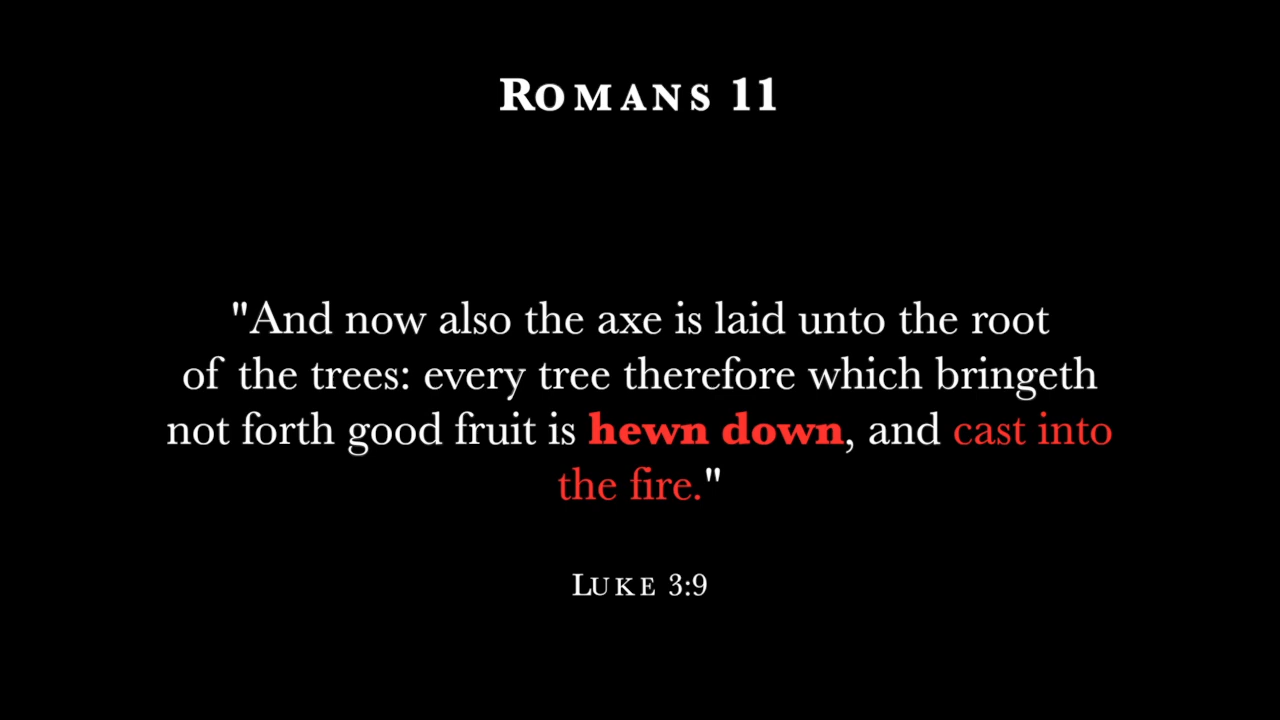 ROMANS 11
"And now also the axe is laid unto the root
of the trees: every tree therefore which bringeth
not forth good fruit is hewn down, and cast into
the fire."
LUKE 3:9